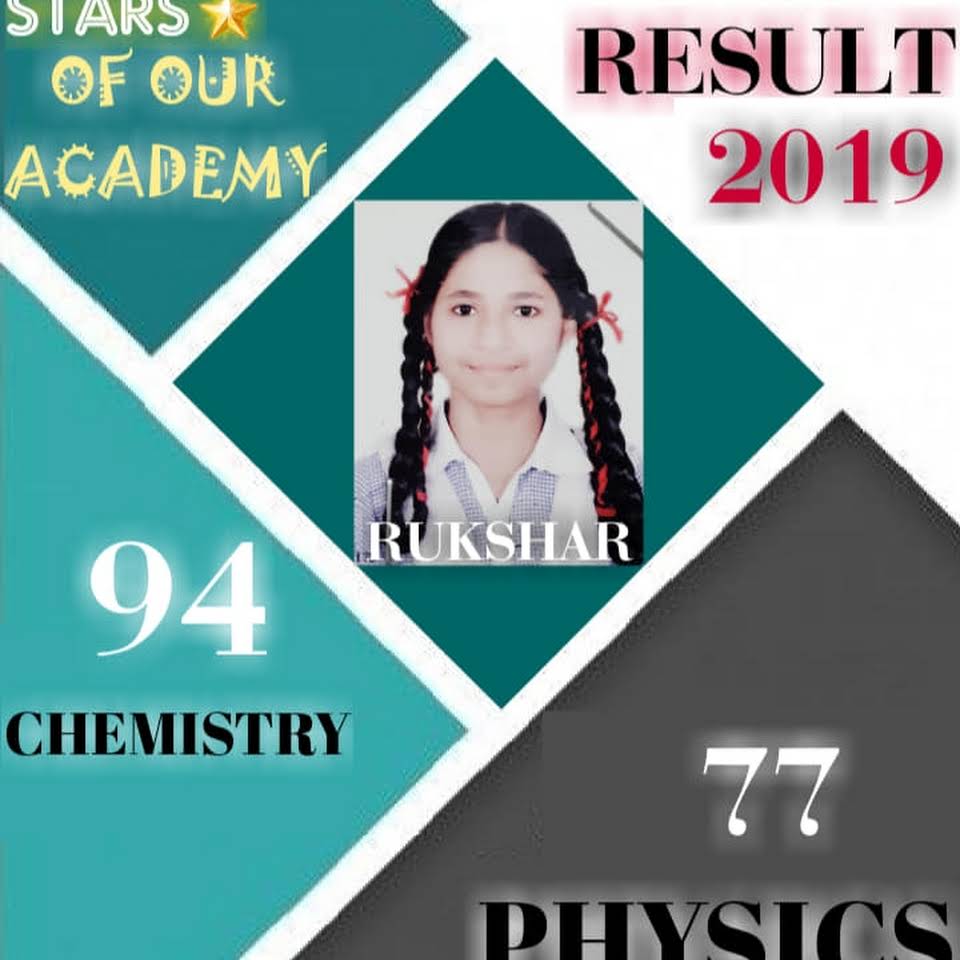 STARS
OF OUR
ACADEMY
RESULT
2019
RUKSHAR
94
CHEMISTRY
77
PHYSICS